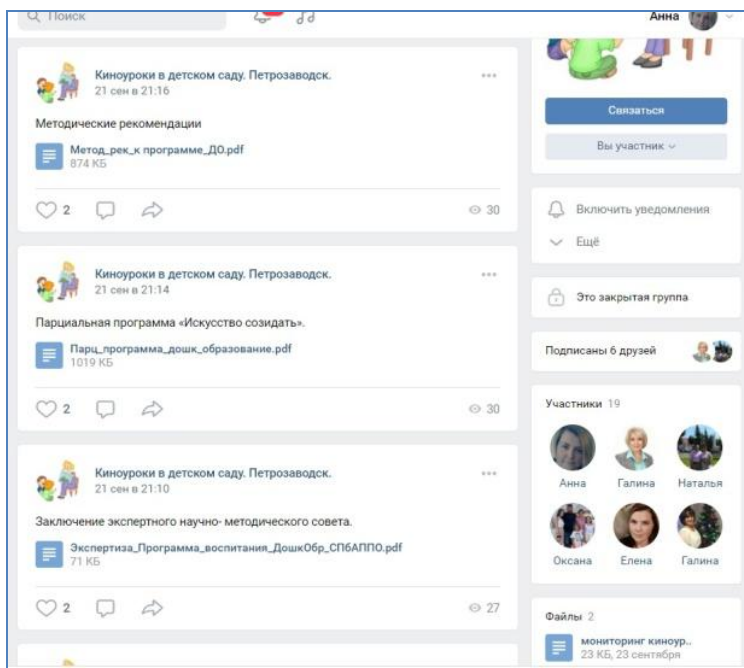 Поиск
Анна
Киноуроки в детском саду. Петрозаводск.
21 сен в 21:16
Методические рекомендации
Метод_рек_к программе_ДО.pdf
874 КБ
2
30
Киноуроки в детском саду. Петрозаводск.
21 сен в 21:14
Парциальная программа «Искусство созидать».
Парц_программа_дошк_образование.pdf
1019 КБ
2
30
Киноуроки в детском саду. Петрозаводск.
21 сен в 21:10
Заключение экспертного научно- методического совета.
Экспертиза_Программа_воспитания_ДошкОбр_СПбАППО.pdf
71 КБ
2
27
Связаться
Вы участник
Включить уведомления
Ещё
Это закрытая группа
Подписаны 6 друзей
Участники 19
Анна Галина Наталья
Оксана Елена Галина
Файлы 2
мониторинг киноур..
23 КБ, 23 сентября